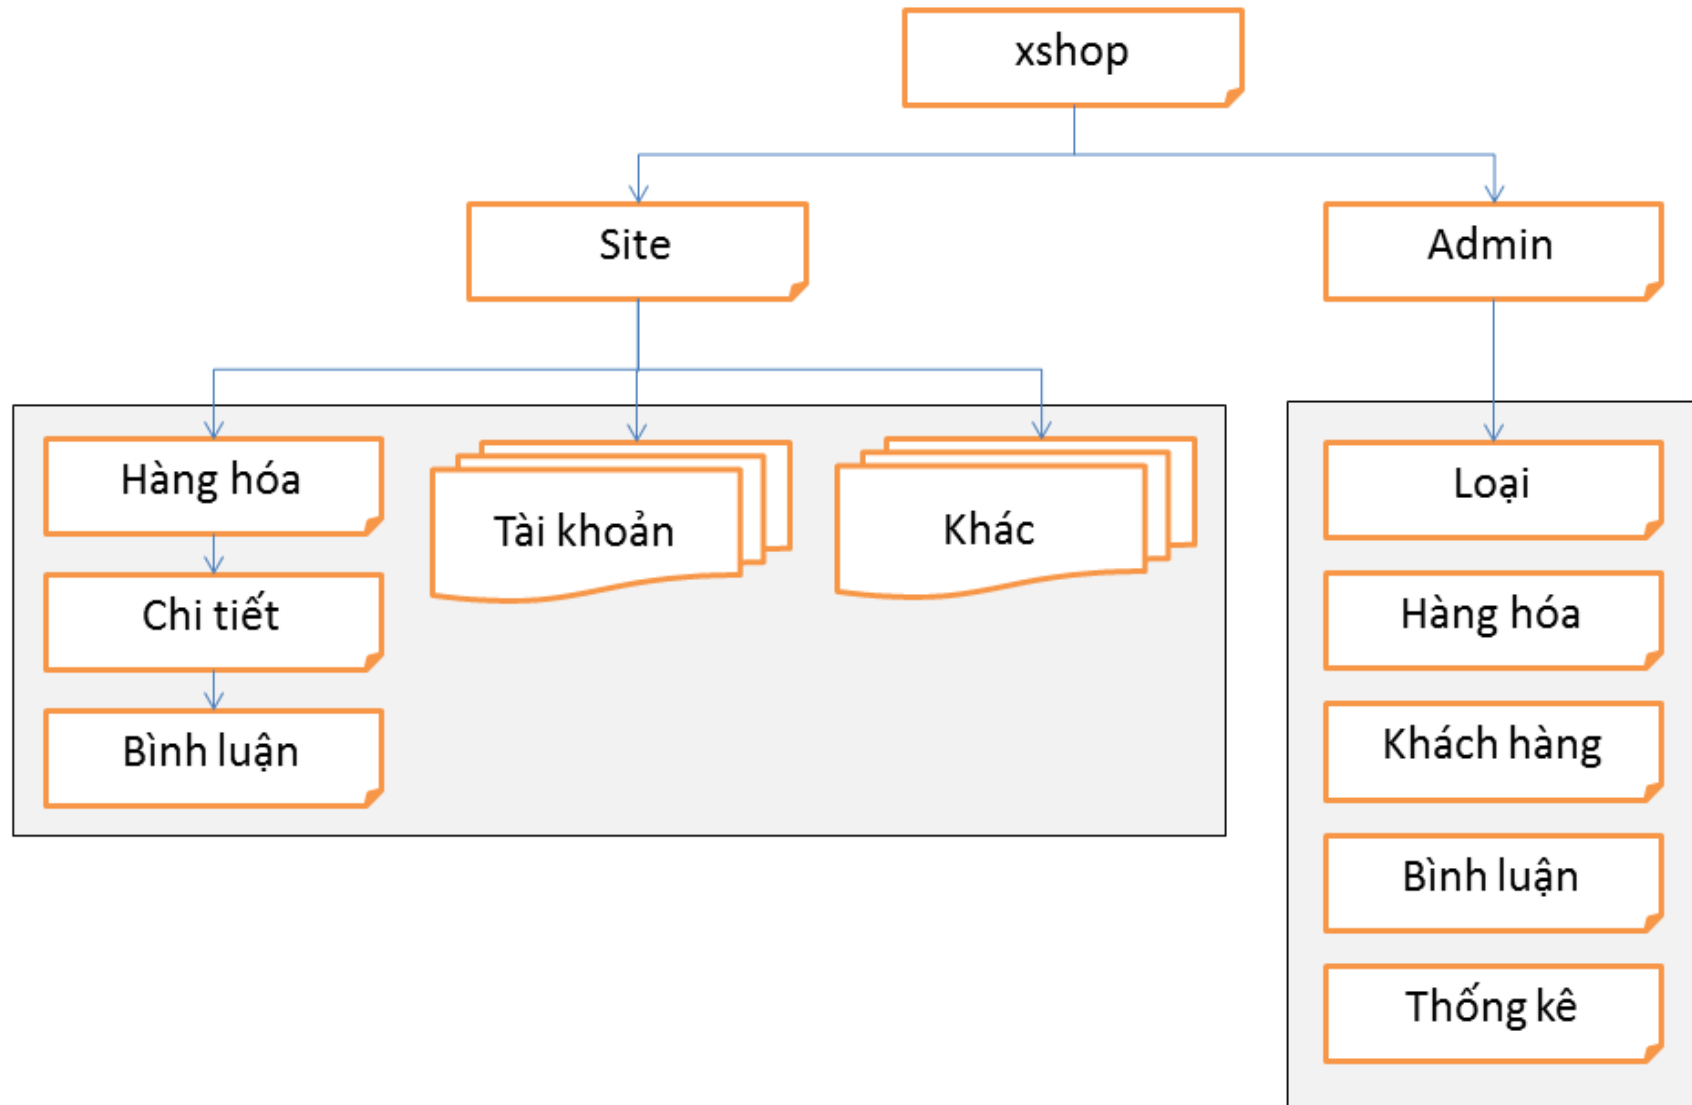 xshop
Site
Admin
Hàng hóa
Tài khoản
Khác
Chi tiết
Bình luận
Loại
Hàng hóa
Khách hàng
Bình luận
Thống kê